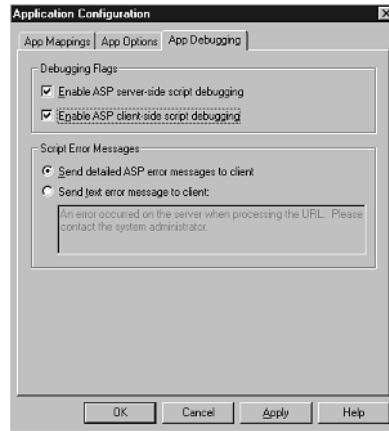 Application Configuration
App Mappings App Options App Debugging
Debugging Flags
Enable ASP server-side script debugging
Enable ASP client-side script debugging
Script Error Messages
Send detailed ASP error messages to client
Send text error message to client:
An error occurred on the server when processing the URL. Please
contact the system administrator.
OK Cancel Apply Help